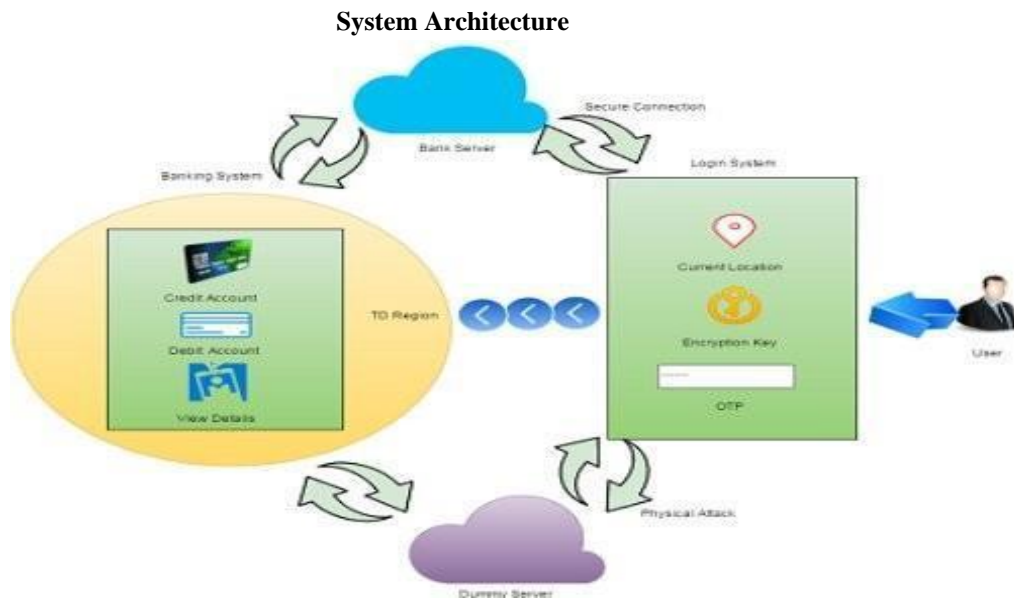 System Architecture
Secure Connection
Bank Server
Login System
Banking System
Current Location
Credit Account
TD Region
Encryption Key
Debit Account
User
OTP
View Details
Physical Attack
Dummy Server